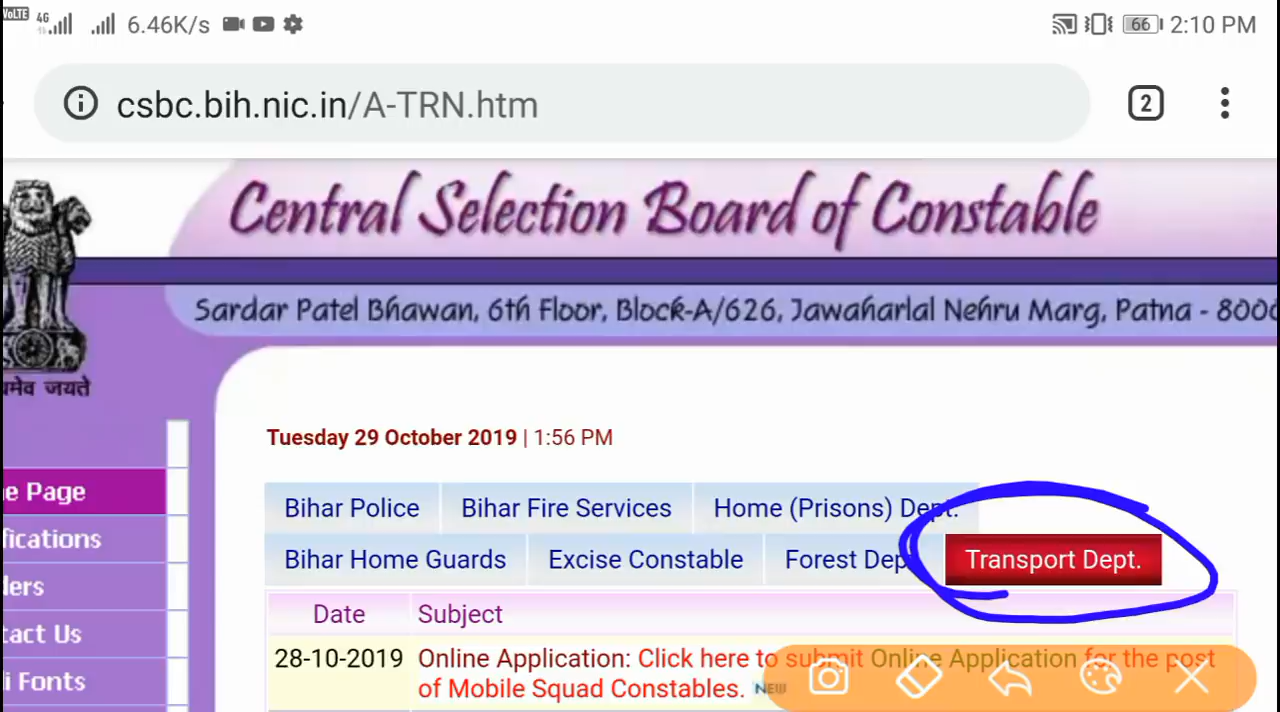 VoLTE 4G 6.46K/s 66 2:10 PM
csbc.bih.nic.in/A-TRN.htm 2
Central Selection Board of Constable
Sardar Patel Bhawan, 6th Floor, Block-A/626, Jawaharlal Nehru Marg, Patna - 800
यमेव जयते
Tuesday 29 October 2019 | 1:56 PM
e Page
fications
ders
tact Us
i Fonts
Bihar Police Bihar Fire Services Home (Prisons) Dept.
Bihar Home Guards Excise Constable Forest Dep Transport Dept.
Date Subject
28-10-2019 Online Application: Click here to submit Online Application for the post
of Mobile Squad Constables. NEW